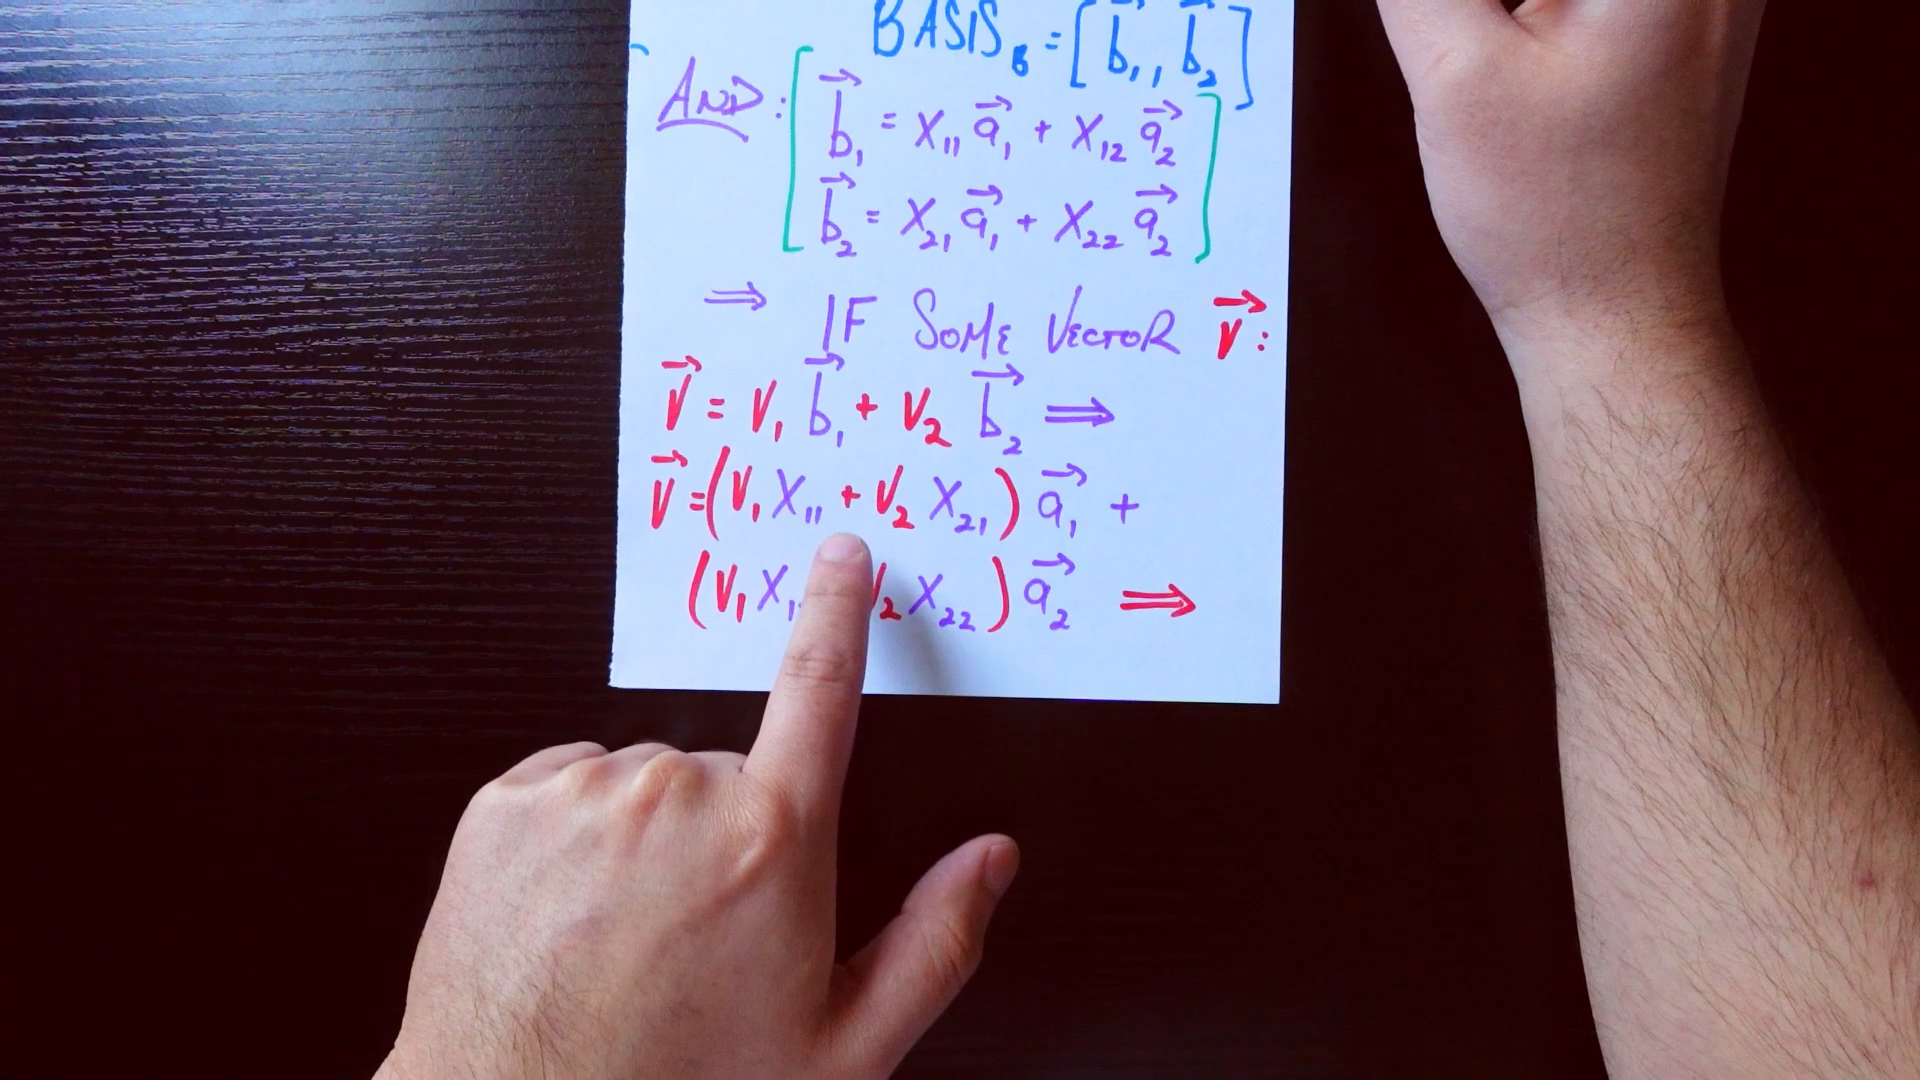 BASIS_B = [b⃗₁, b⃗₂]
AND: [b⃗₁ = X₁₁ a⃗₁ + X₁₂ a⃗₂
b⃗₂ = X₂₁ a⃗₁ + X₂₂ a⃗₂]
⇒ IF SOME VECTOR v⃗:
v⃗ = v₁ b⃗₁ + v₂ b⃗₂ ⇒
v⃗ = (v₁ X₁₁ + v₂ X₂₁) a⃗₁ +
(v₁ X₁ ₂ X₂₂) a⃗₂ ⇒